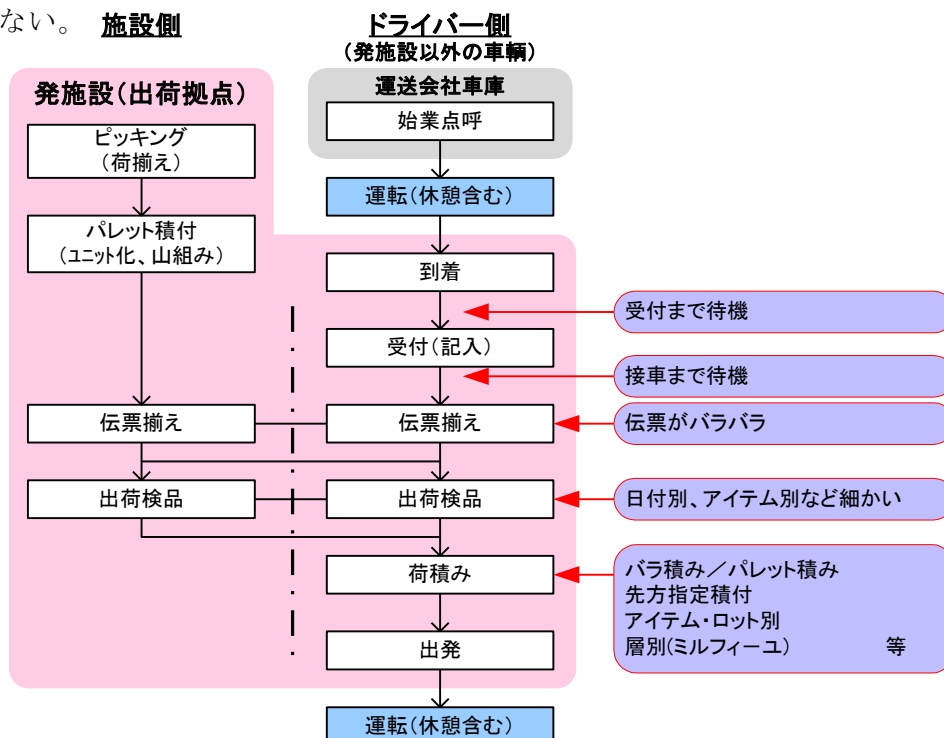 ない。
施設側
ドライバー側
(発施設以外の車輌)
発施設(出荷拠点)
運送会社車庫
始業点呼
ピッキング
(荷揃え)
運転(休憩含む)
パレット積付
(ユニット化、山組み)
到着
受付まで待機
受付(記入)
接車まで待機
伝票揃え
伝票揃え
伝票がバラバラ
出荷検品
出荷検品
日付別、アイテム別など細かい
荷積み
バラ積み/パレット積み
先方指定積付
アイテム・ロット別
層別(ミルフィーユ) 等
出発
運転(休憩含む)